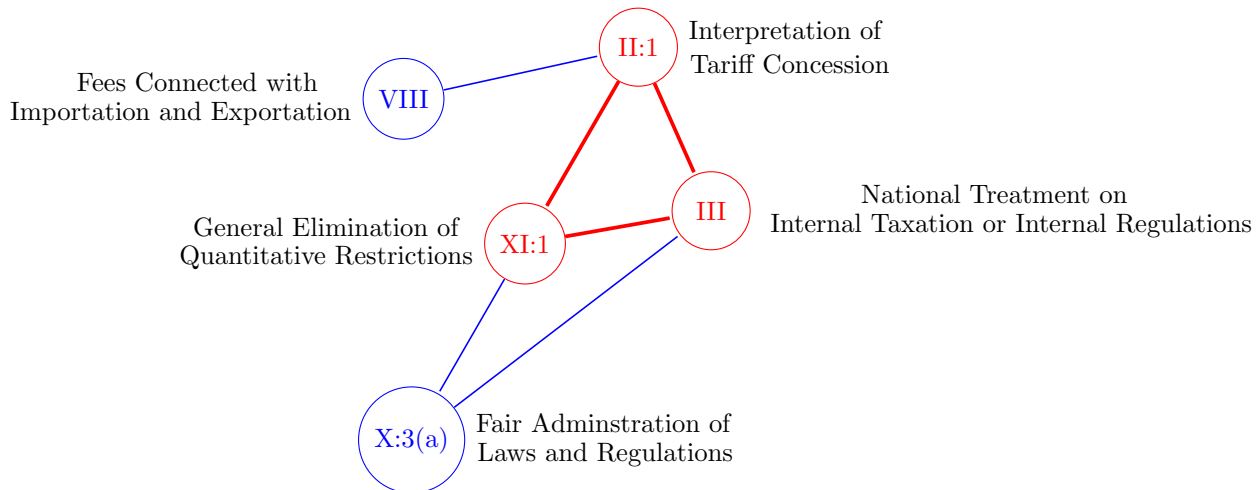 II:1
Interpretation of
Tariff Concession
Fees Connected with
Importation and Exportation
VIII
III
National Treatment on
Internal Taxation or Internal Regulations
General Elimination of
Quantitative Restrictions
XI:1
X:3(a)
Fair Adminstration of
Laws and Regulations